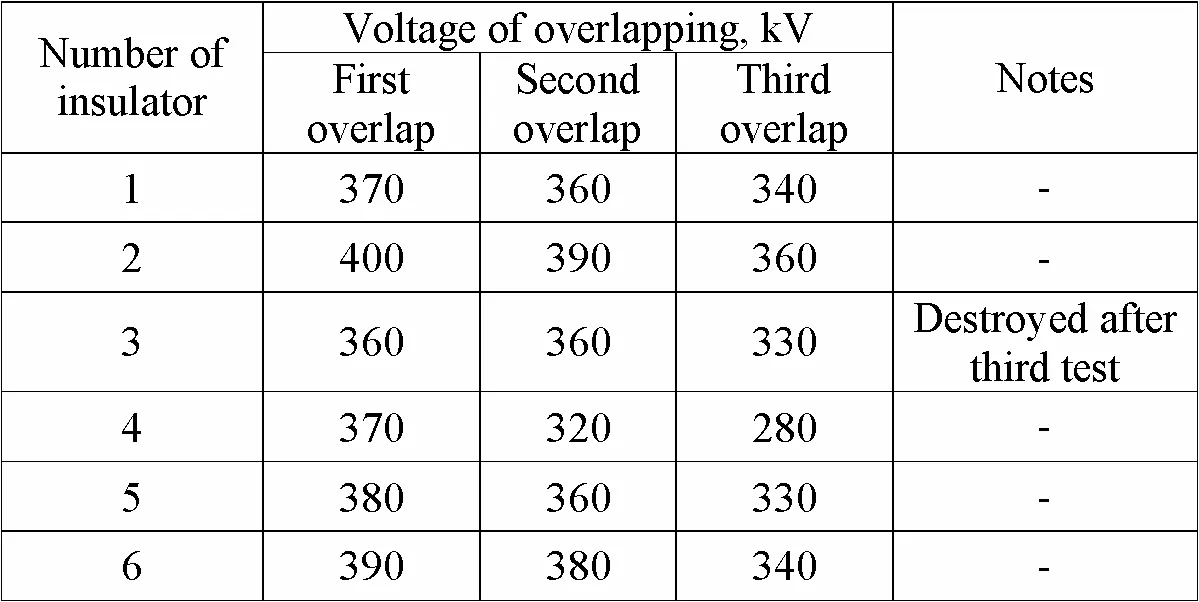 Number of insulator
Voltage of overlapping, kV
Notes
First overlap
Second overlap
Third overlap
1 370 360 340 -
2 400 390 360 -
3 360 360 330 Destroyed after third test
4 370 320 280 -
5 380 360 330 -
6 390 380 340 -